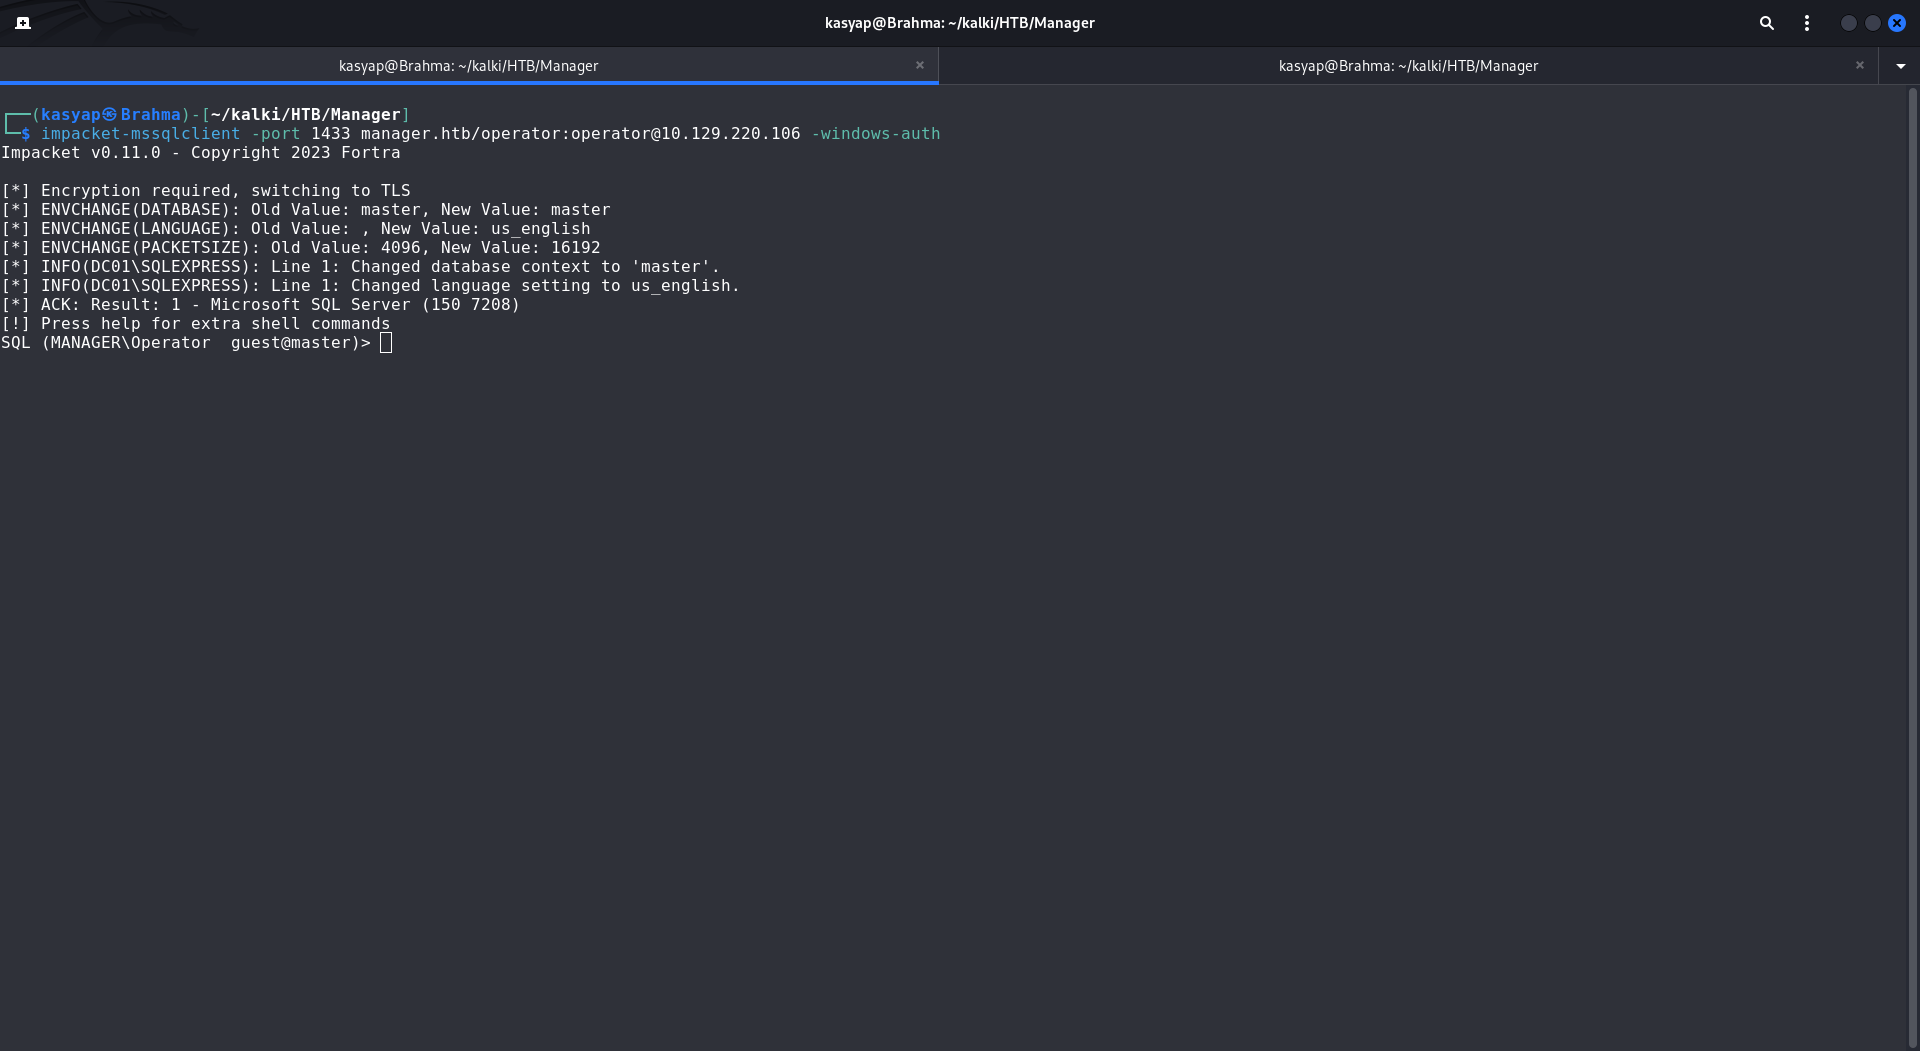 kasyap@Brahma: ~/kalki/HTB/Manager
kasyap@Brahma: ~/kalki/HTB/Manager
kasyap@Brahma: ~/kalki/HTB/Manager
┌──(kasyap㉿Brahma)-[~/kalki/HTB/Manager]
└─$ impacket-mssqlclient -port 1433 manager.htb/operator:operator@10.129.220.106 -windows-auth
Impacket v0.11.0 - Copyright 2023 Fortra
[*] Encryption required, switching to TLS
[*] ENVCHANGE(DATABASE): Old Value: master, New Value: master
[*] ENVCHANGE(LANGUAGE): Old Value: , New Value: us_english
[*] ENVCHANGE(PACKETSIZE): Old Value: 4096, New Value: 16192
[*] INFO(DC01\SQLEXPRESS): Line 1: Changed database context to 'master'.
[*] INFO(DC01\SQLEXPRESS): Line 1: Changed language setting to us_english.
[*] ACK: Result: 1 - Microsoft SQL Server (150 7208)
[!] Press help for extra shell commands
SQL (MANAGER\Operator  guest@master)>